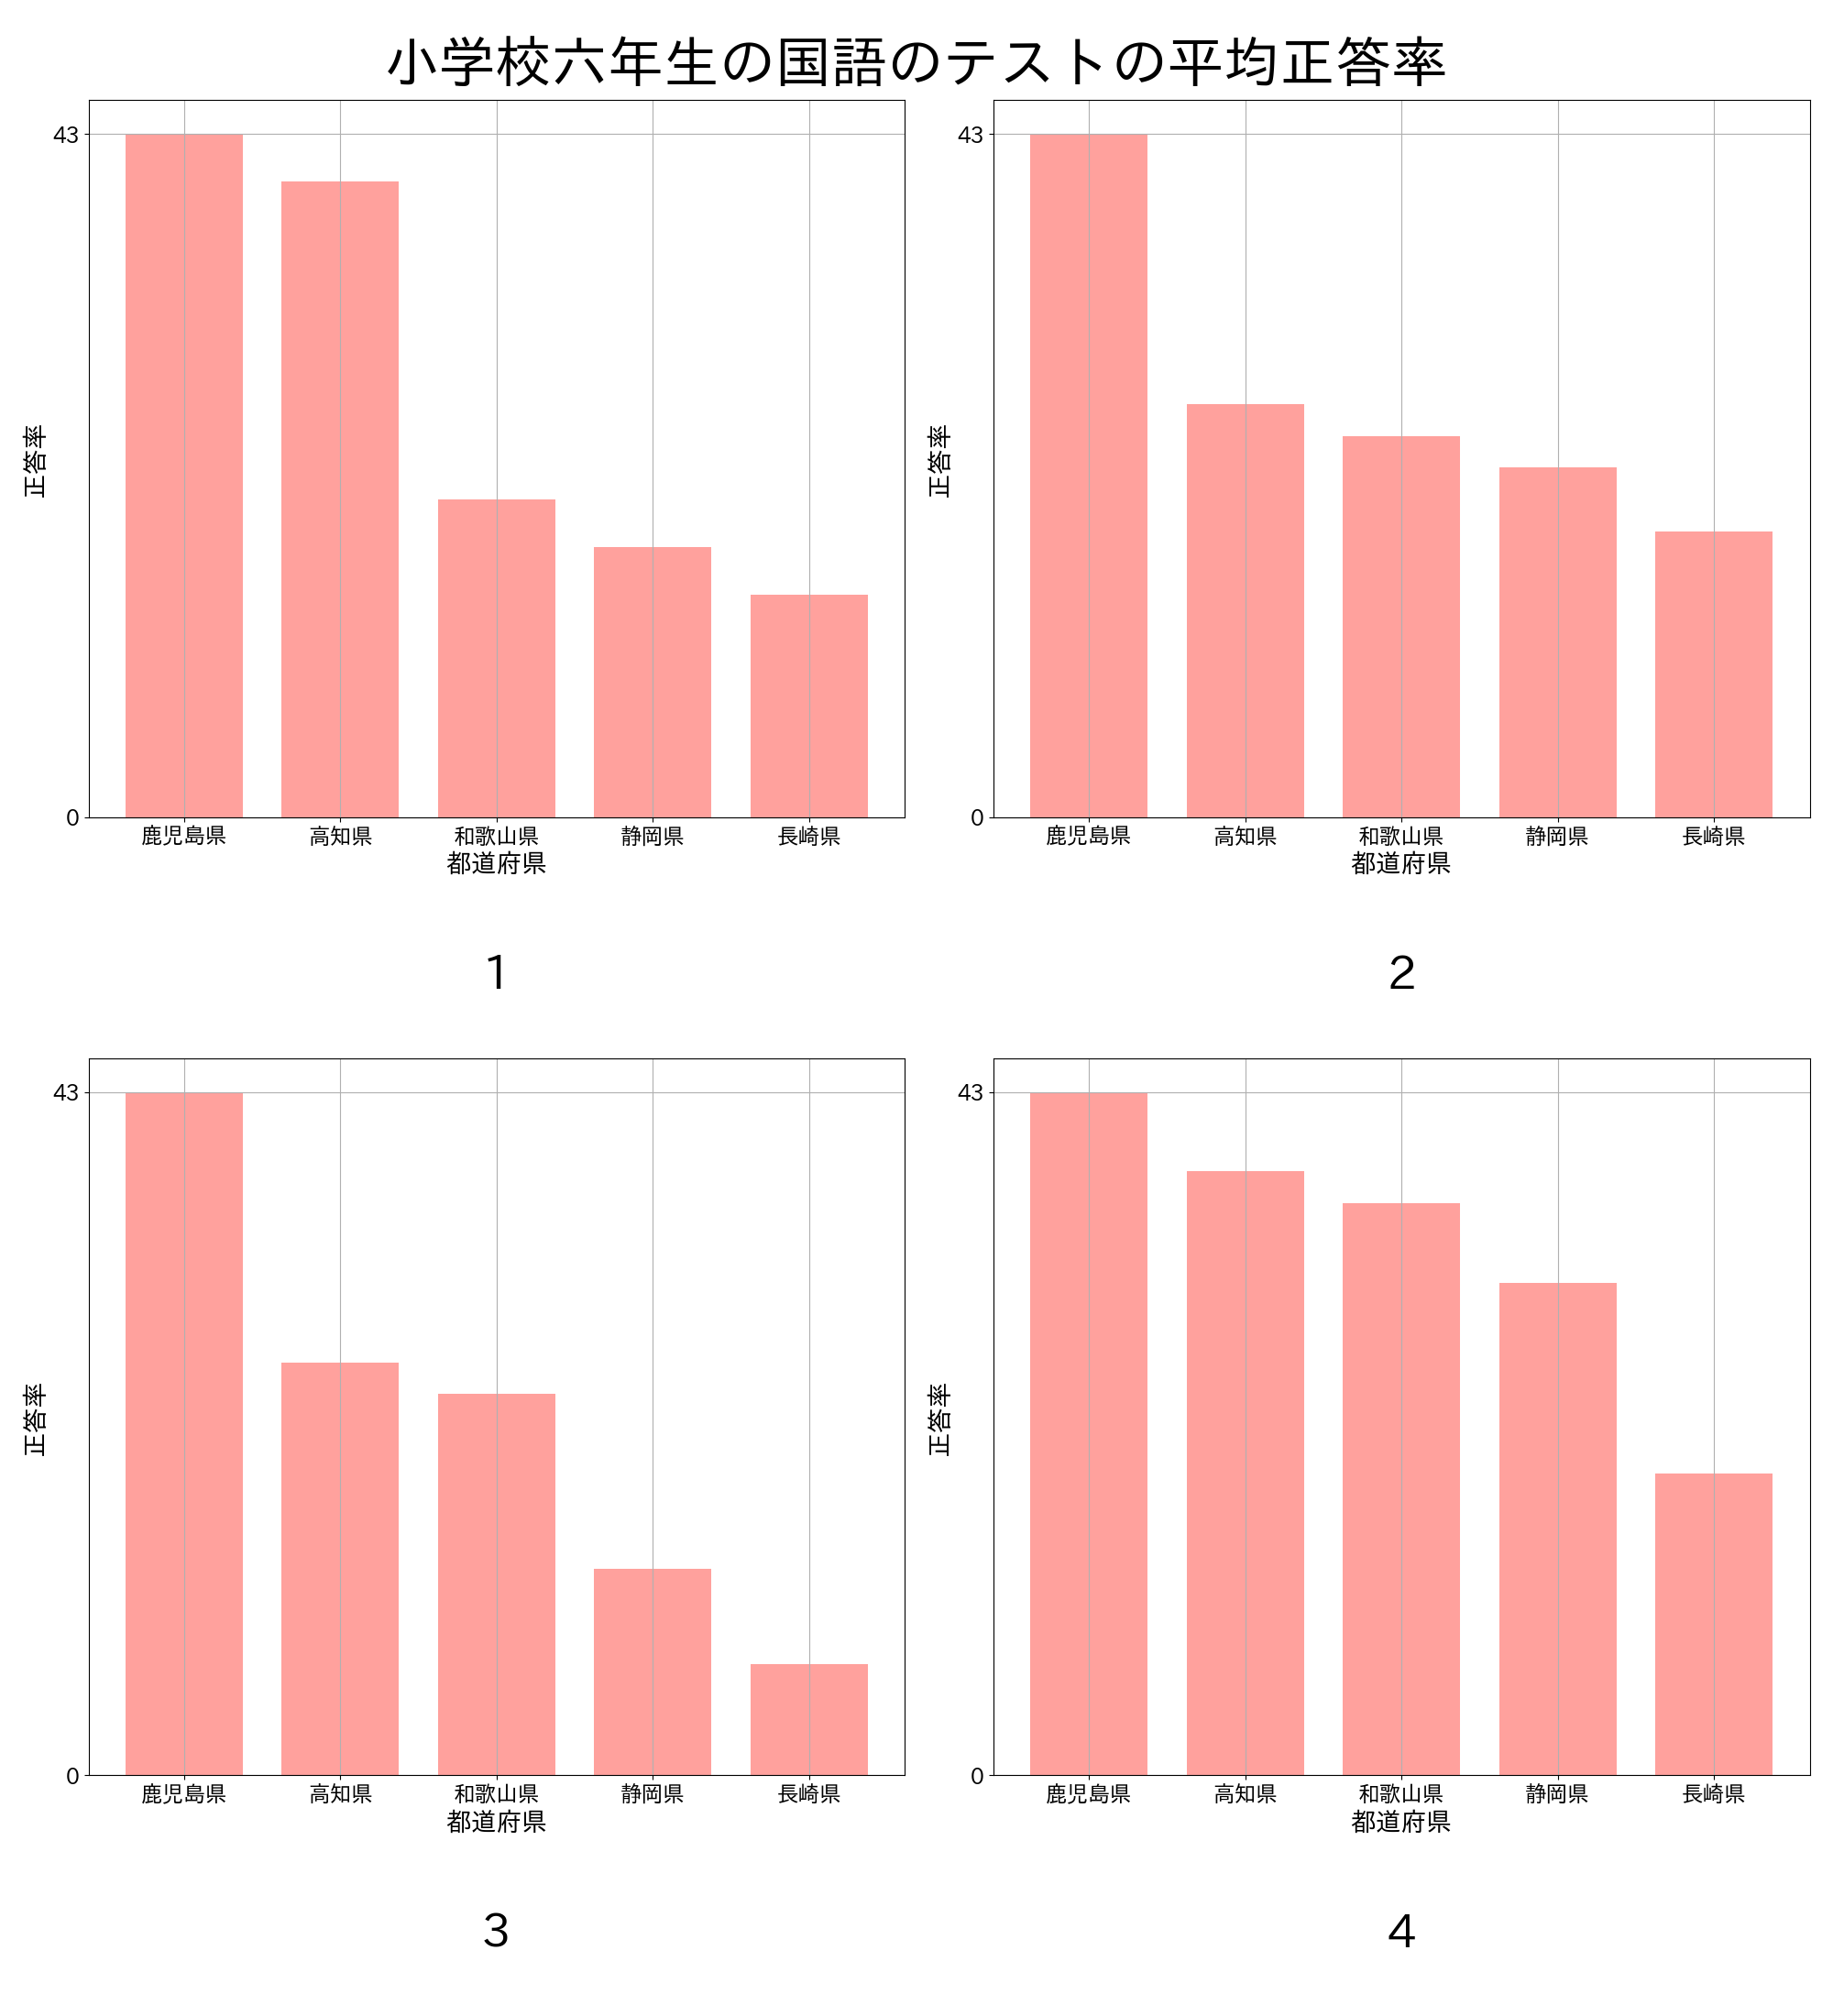 小学校六年生の国語のテストの平均正答率
43
正答率
0
鹿児島県 高知県 和歌山県 静岡県 長崎県
都道府県
1
43
正答率
0
鹿児島県 高知県 和歌山県 静岡県 長崎県
都道府県
2
43
正答率
0
鹿児島県 高知県 和歌山県 静岡県 長崎県
都道府県
3
43
正答率
0
鹿児島県 高知県 和歌山県 静岡県 長崎県
都道府県
4